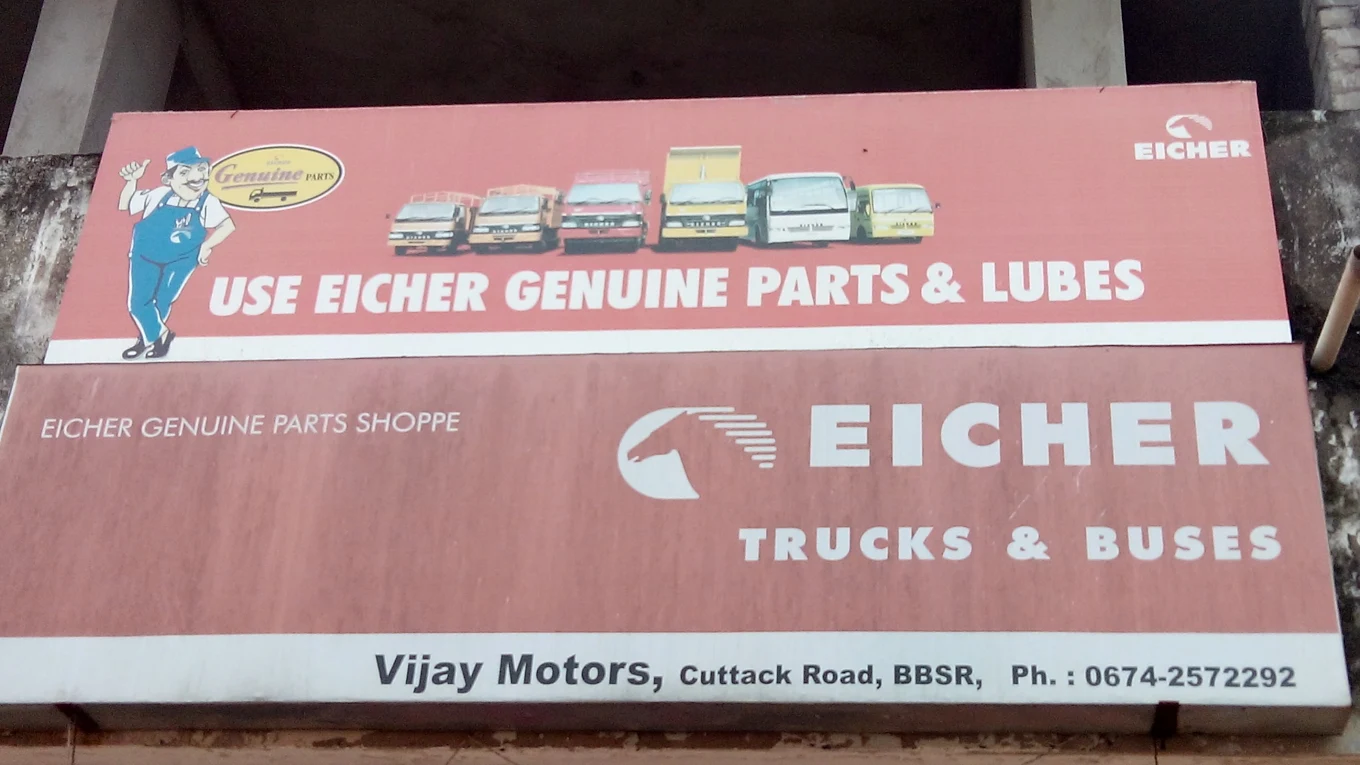 EICHER
Genuine PARTS
EICHER
USE EICHER GENUINE PARTS & LUBES
EICHER GENUINE PARTS SHOPPE
EICHER
TRUCKS & BUSES
Vijay Motors, Cuttack Road, BBSR, Ph. : 0674-2572292